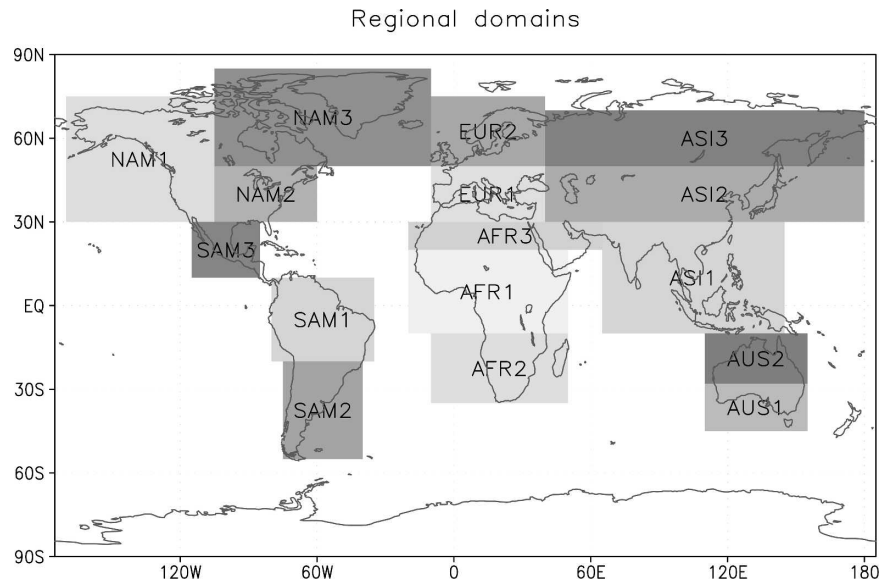 Regional domains
90N
60N
30N
EQ
30S
60S
90S
NAM3
EUR2
ASI3
NAM1
NAM2
EUR1
ASI2
SAM3
AFR3
ASI1
AFR1
SAM1
AFR2
AUS2
SAM2
AUS1
120W 60W 0 60E 120E 180